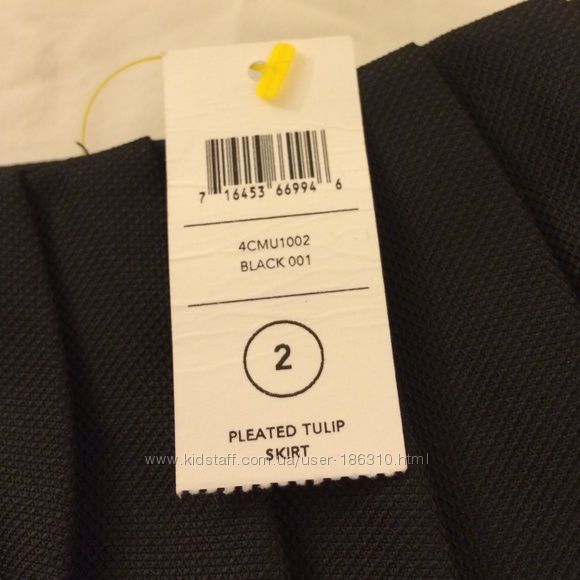 7 16453 66994 6
4CMU1002
BLACK 001
2
PLEATED TULIP
SKIRT
www.kidstaff.com.ua/user-186310.html